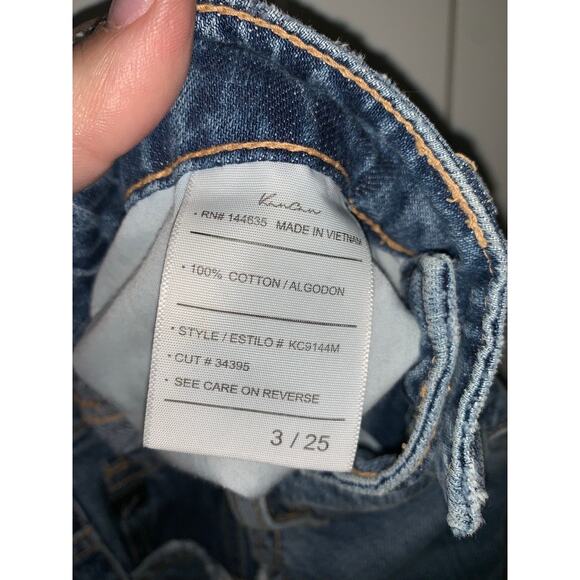 KanCan
• RN# 144635 MADE IN VIETNAM
• 100% COTTON / ALGODON
• STYLE / ESTILO # KC9144M
• CUT # 34395
• SEE CARE ON REVERSE
3 / 25